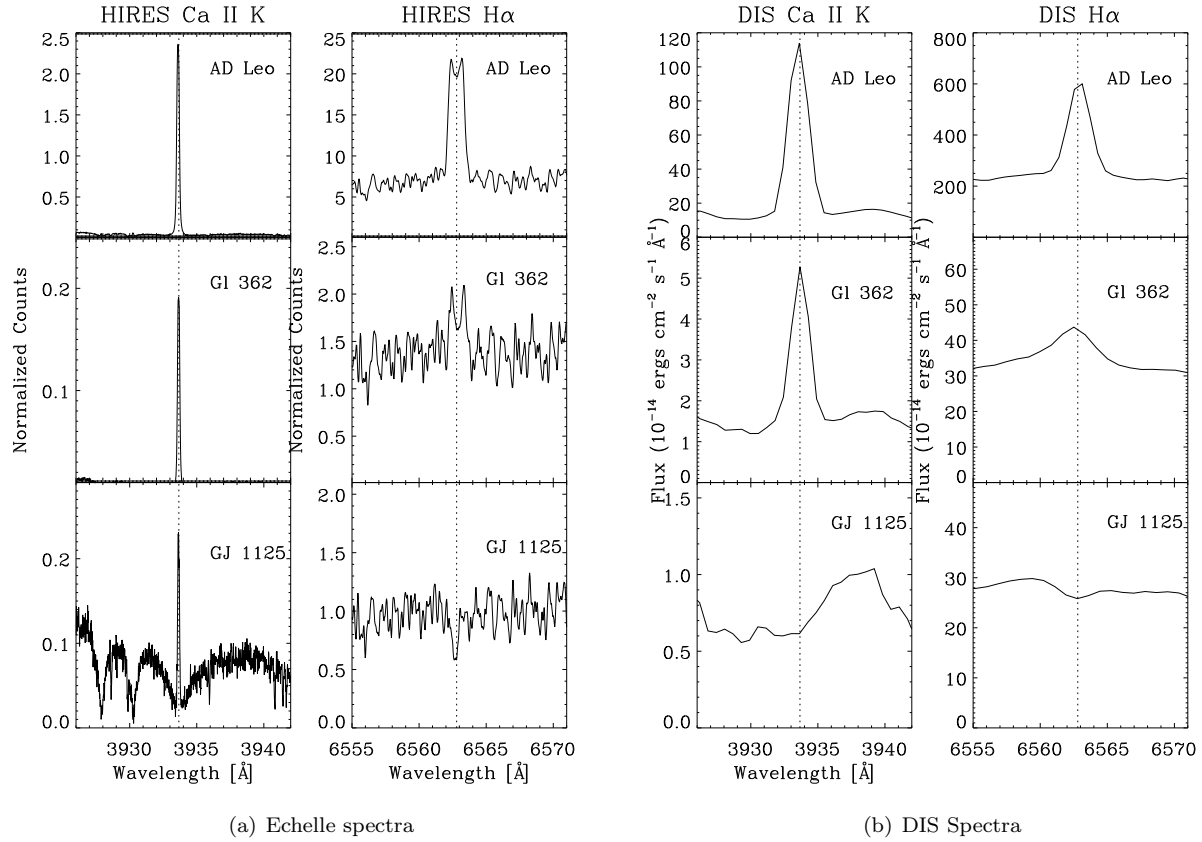 HIRES Ca II K
HIRES Hα
DIS Ca II K
DIS Hα
2.5
2.0
1.5
1.0
0.5
AD Leo
25
20
15
10
5
0
AD Leo
120
100
80
60
40
20
0
AD Leo
800
600
400
200
AD Leo
0.2
0.1
Gl 362
2.5
2.0
1.5
1.0
0.5
Gl 362
6
5
4
3
2
1
0
Gl 362
60
50
40
30
20
10
0
Gl 362
0.2
0.1
0.0
GJ 1125
2.0
1.5
1.0
0.5
0.0
GJ 1125
1.5
1.0
0.5
0.0
GJ 1125
40
30
20
10
0
GJ 1125
Normalized Counts
Normalized Counts
Flux (10⁻¹⁴ ergs cm⁻² s⁻¹ Å⁻¹)
Flux (10⁻¹⁴ ergs cm⁻² s⁻¹ Å⁻¹)
3930 3935 3940
6555 6560 6565 6570
3930 3935 3940
6555 6560 6565 6570
Wavelength [Å]
Wavelength [Å]
Wavelength [Å]
Wavelength [Å]
(a) Echelle spectra
(b) DIS Spectra